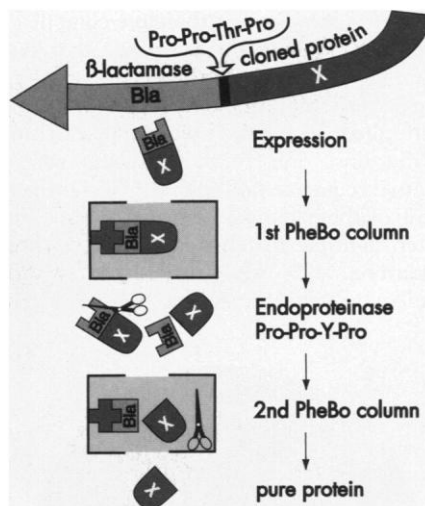 Pro-Pro-Thr-Pro
ß-lactamase
cloned protein
Bla
X
Bla
X
Expression
Bla
X
1st PheBo column
Bla
X
Bla
X
Endoproteinase
Pro-Pro-Y-Pro
Bla
X
2nd PheBo column
X
pure protein